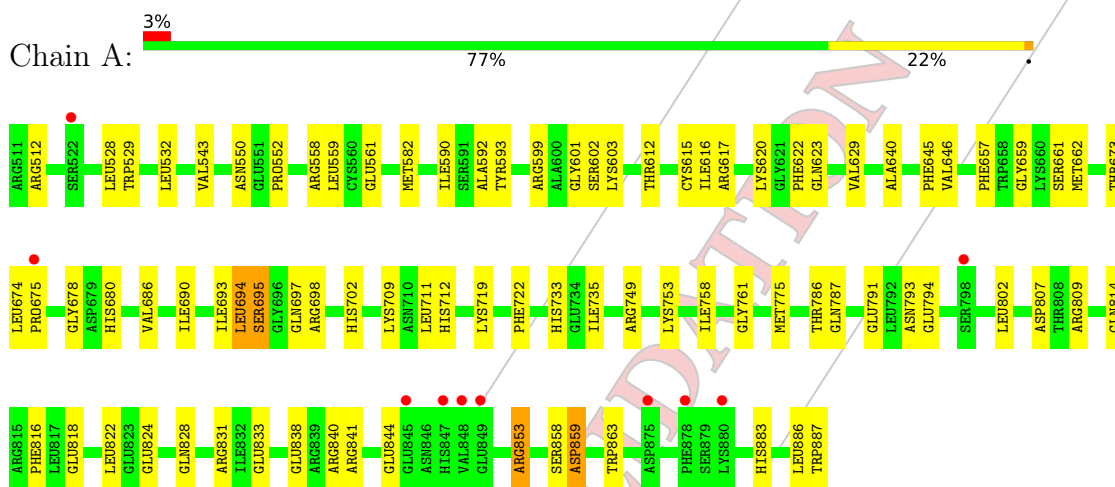 3%
Chain A:
77% 22% •
ARG511 ARG512 SER522 LEU528 TRP529 LEU532 VAL543 ASN550 GLU551 PRO552 ARG558 LEU559 CYS560 GLU561 MET582 ILE590 SER591 ALA592 TYR593 ARG599 ALA600 GLY601 SER602 LYS603 THR612 CYS615 ILE616 ARG617 LYS620 GLY621 PHE622 GLN623 VAL629 ALA640 PHE645 VAL646 PHE657 TRP658 GLY659 LYS660 SER661 MET662 THR673
LEU674 PRO675 GLY678 ASP679 HIS680 VAL686 ILE690 ILE693 LEU694 SER695 GLY696 GLN697 ARG698 HIS702 LYS709 ASN710 LEU711 HIS712 LYS719 PHE722 HIS733 GLU734 ILE735 ARG749 LYS753 ILE758 GLY761 MET775 THR786 GLN787 GLU791 LEU792 ASN793 GLU794 SER798 LEU802 ASP807 THR808 ARG809 GLN814
ARG815 PHE816 LEU817 GLU818 LEU822 GLU823 GLU824 GLN828 ARG831 ILE832 GLU833 GLU838 ARG839 ARG840 ARG841 GLU844 GLU845 ASN846 HIS847 VAL848 GLU849 ARG853 SER858 ASP859 TRP863 ASP875 PHE878 SER879 LYS880 HIS883 LEU886 TRP887